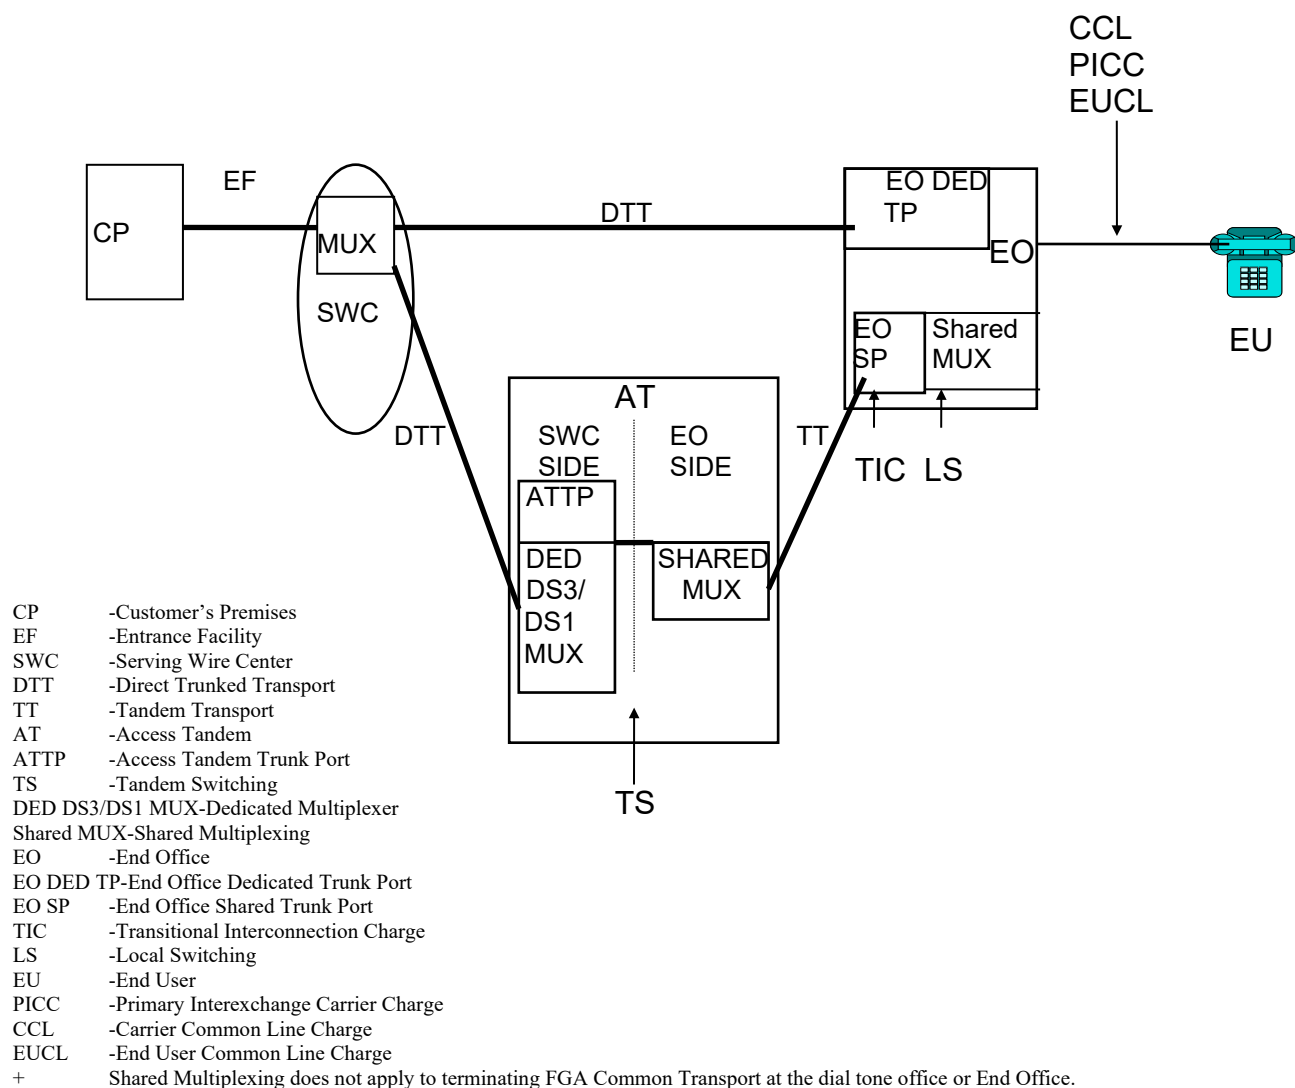 CCL
PICC
EUCL
EF
EO DED
TP
DTT
CP
MUX
EO
SWC
EO
SP
Shared
MUX
EU
AT
DTT
SWC
SIDE
EO
SIDE
TT
TIC LS
ATTP
DED
DS3/
DS1
MUX
SHARED
MUX
TS
CP -Customer’s Premises
EF -Entrance Facility
SWC -Serving Wire Center
DTT -Direct Trunked Transport
TT -Tandem Transport
AT -Access Tandem
ATTP -Access Tandem Trunk Port
TS -Tandem Switching
DED DS3/DS1 MUX-Dedicated Multiplexer
Shared MUX-Shared Multiplexing
EO -End Office
EO DED TP-End Office Dedicated Trunk Port
EO SP -End Office Shared Trunk Port
TIC -Transitional Interconnection Charge
LS -Local Switching
EU -End User
PICC -Primary Interexchange Carrier Charge
CCL -Carrier Common Line Charge
EUCL -End User Common Line Charge
+ Shared Multiplexing does not apply to terminating FGA Common Transport at the dial tone office or End Office.